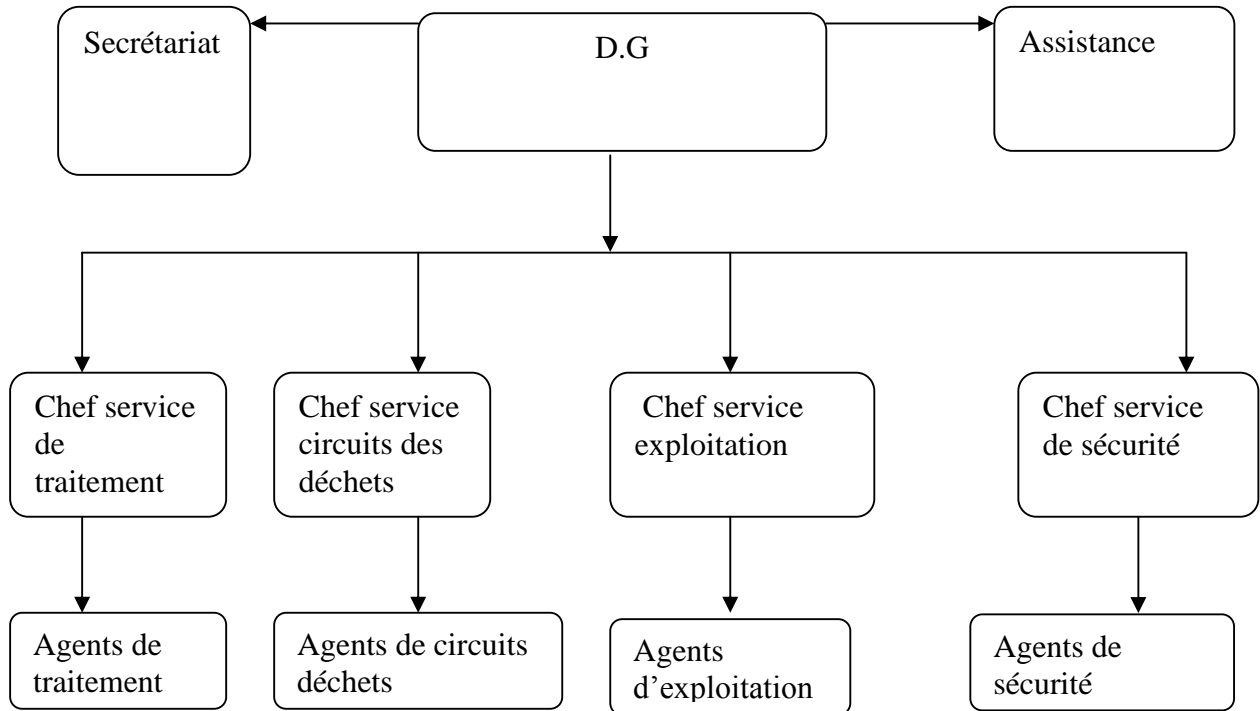 Secrétariat
D.G
Assistance
Chef service
de
traitement
Chef service
circuits des
déchets
Chef service
exploitation
Chef service
de sécurité
Agents de
traitement
Agents de circuits
déchets
Agents
d’exploitation
Agents de
sécurité